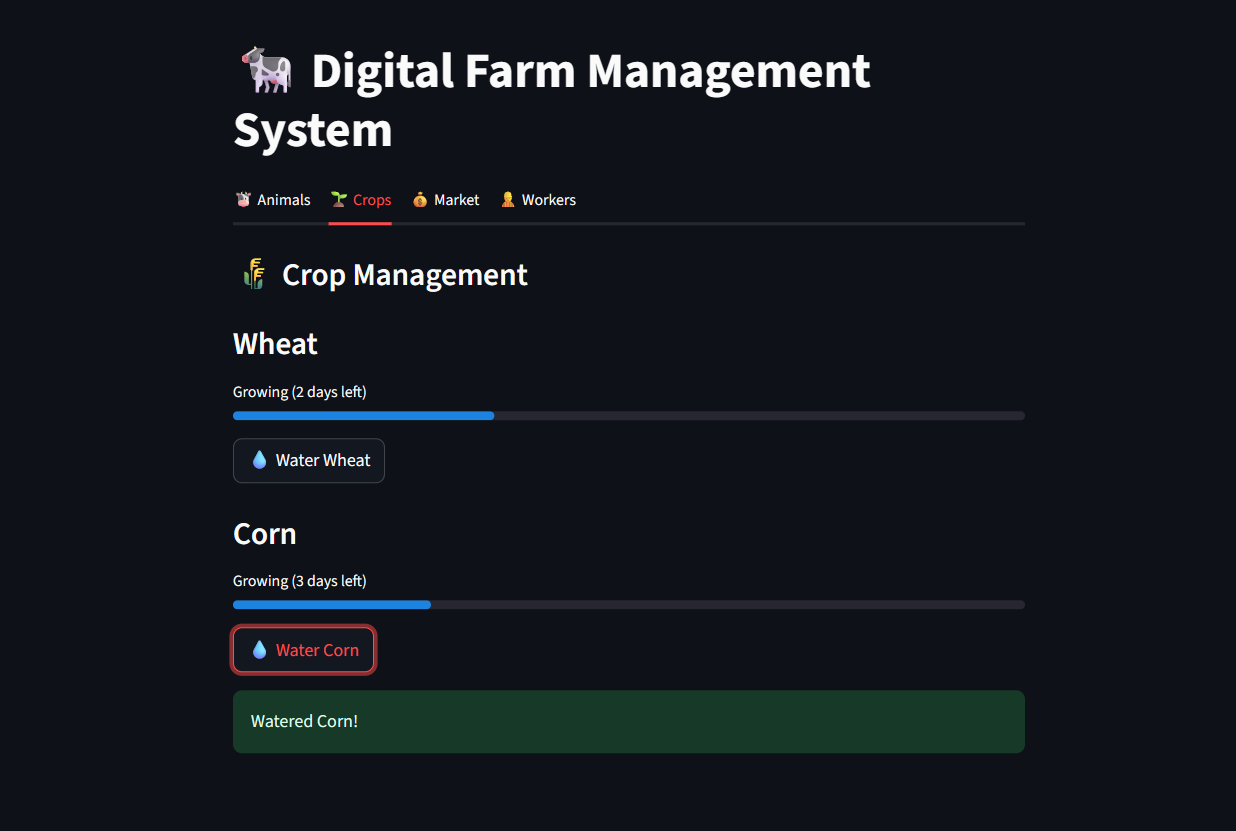 Digital Farm Management
System
Animals Crops Market Workers
Crop Management
Wheat
Growing (2 days left)
Water Wheat
Corn
Growing (3 days left)
Water Corn
Watered Corn!